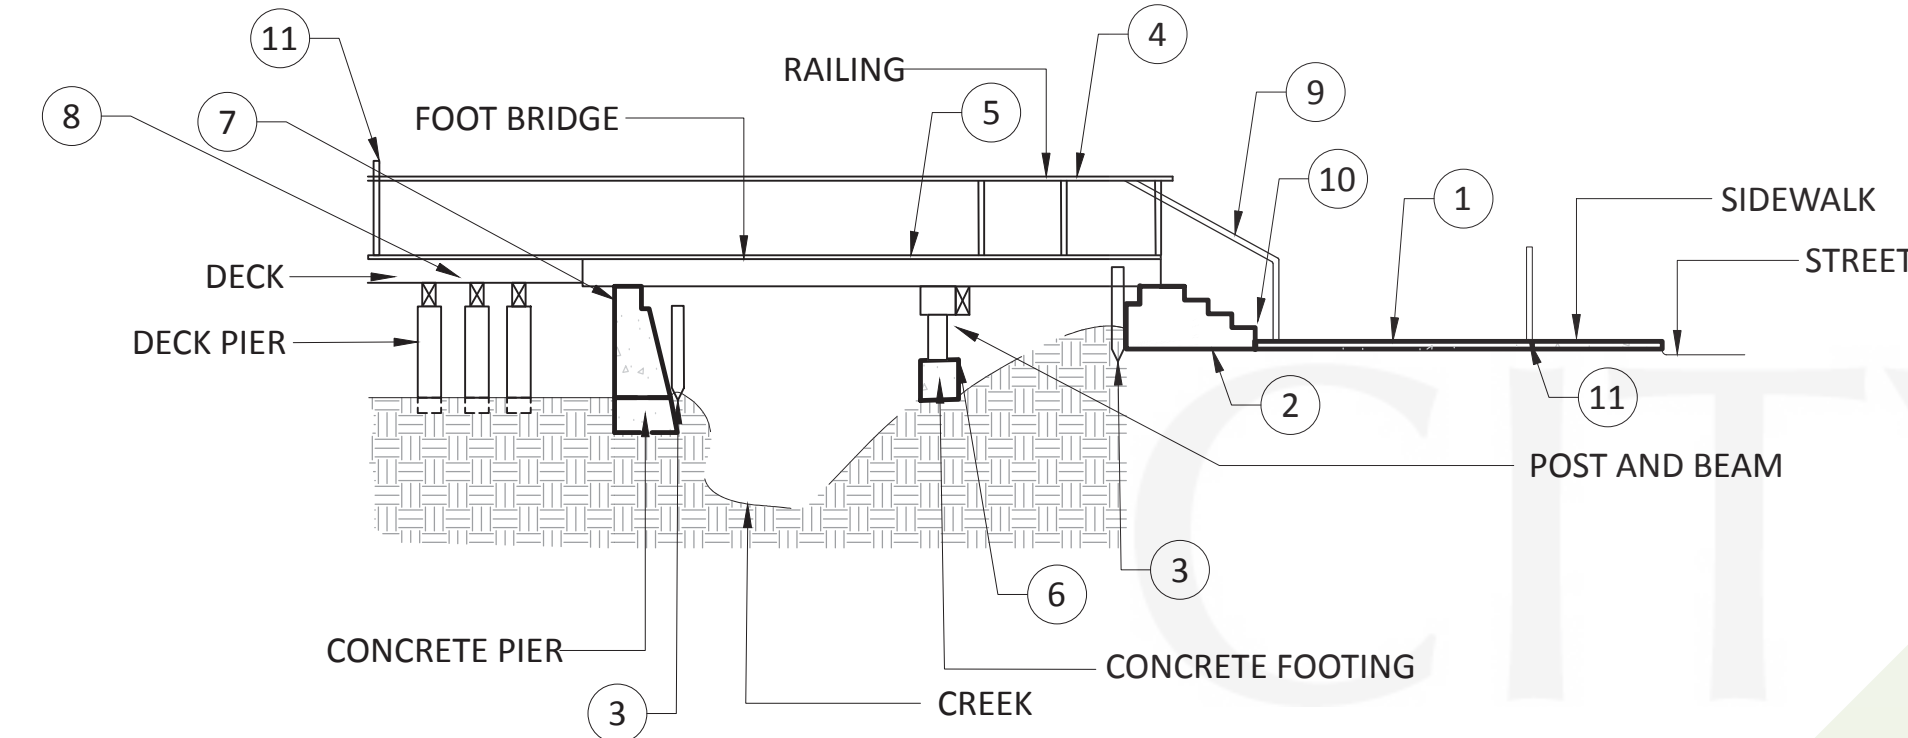 11
4
RAILING
9
8
7
FOOT BRIDGE
5
10
1
SIDEWALK
STREET
DECK
DECK PIER
2
11
POST AND BEAM
3
6
CONCRETE PIER
CONCRETE FOOTING
3
CREEK
CITY